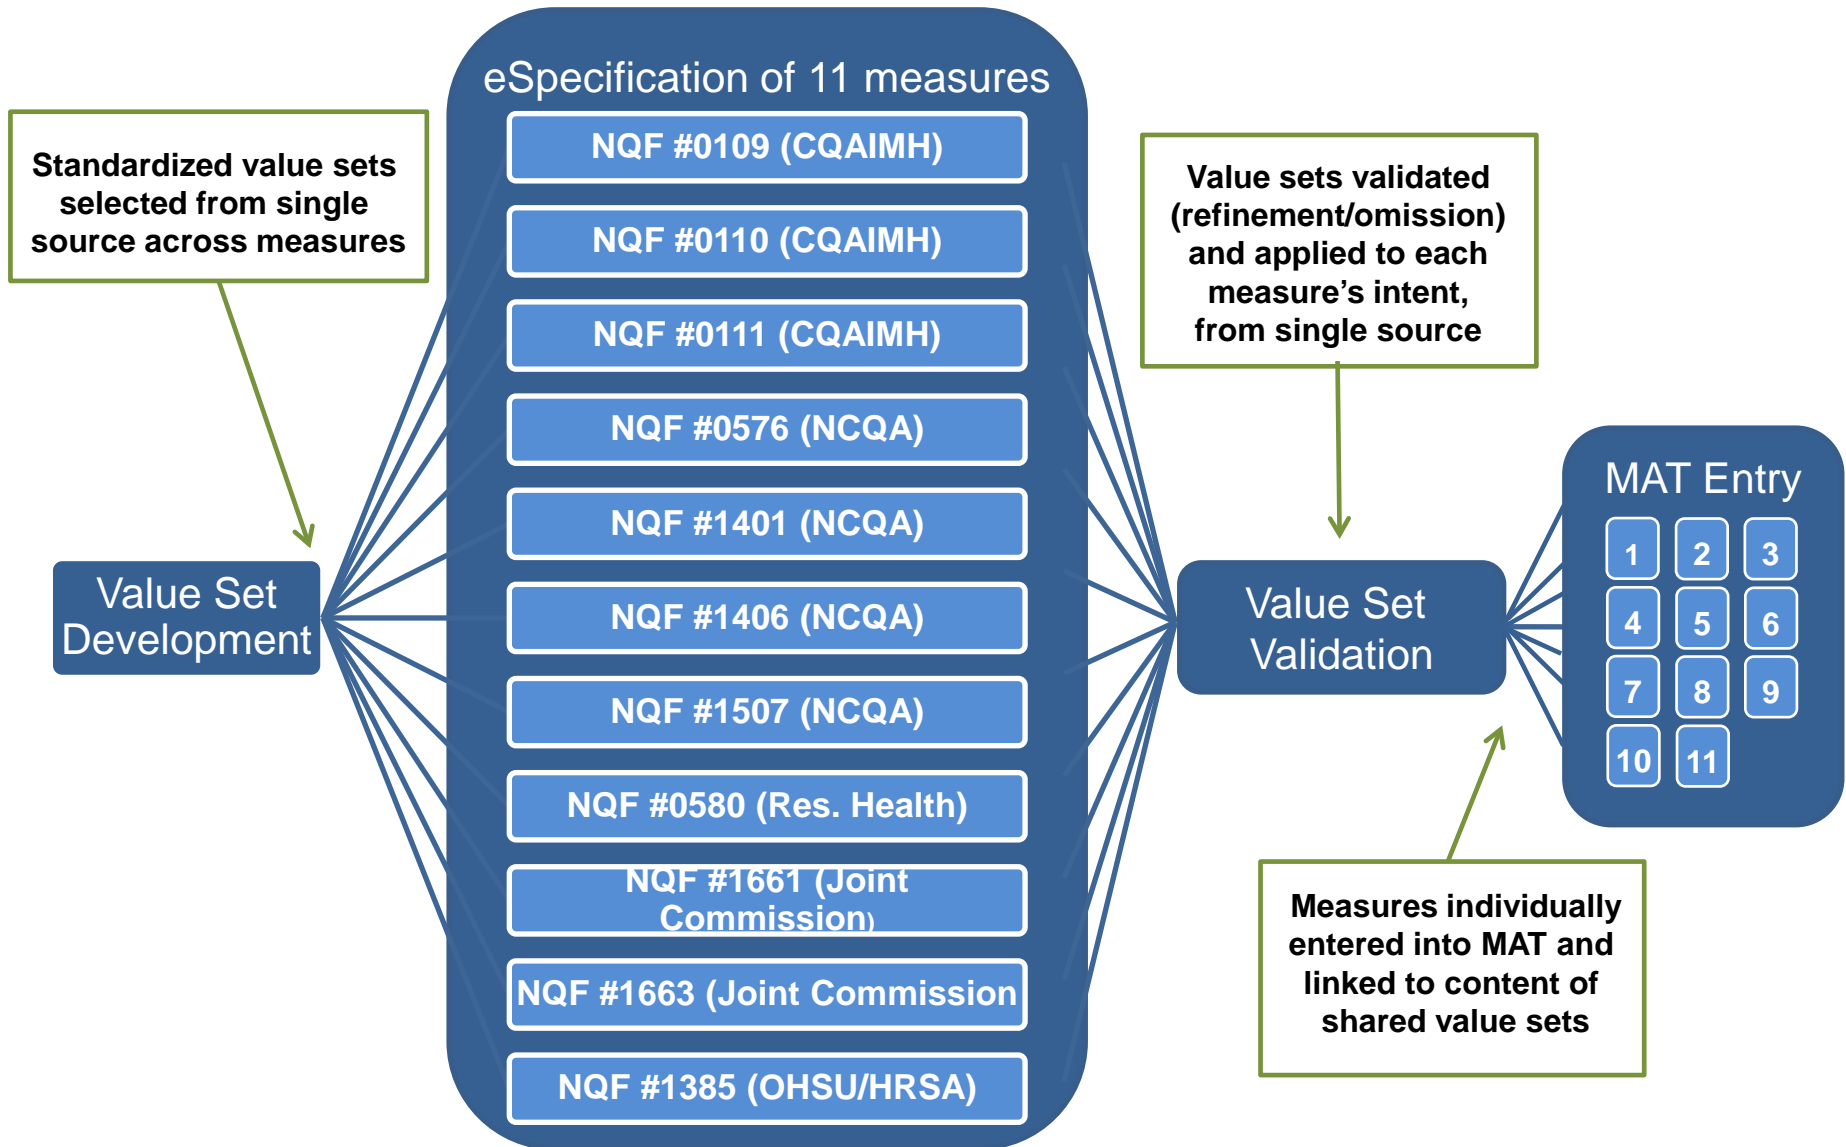 eSpecification of 11 measures
Standardized value sets
selected from single
source across measures
Value Set
Development
NQF #0109 (CQAIMH)
NQF #0110 (CQAIMH)
NQF #0111 (CQAIMH)
NQF #0576 (NCQA)
NQF #1401 (NCQA)
NQF #1406 (NCQA)
NQF #1507 (NCQA)
NQF #0580 (Res. Health)
NQF #1661 (Joint
Commission)
NQF #1663 (Joint Commission
NQF #1385 (OHSU/HRSA)
Value sets validated
(refinement/omission)
and applied to each
measure’s intent,
from single source
Value Set
Validation
MAT Entry
1 2 3
4 5 6
7 8 9
10 11
Measures individually
entered into MAT and
linked to content of
shared value sets